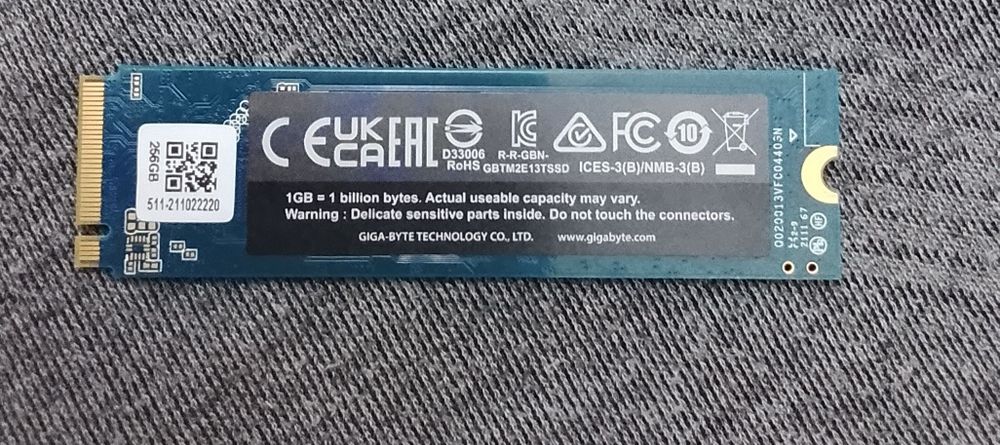 256GB
511-211022220
CE UKCA EAC
D33006
RoHS
R-R-GBN-
GBTM2E13TSSD
FC
10
ICES-3(B)/NMB-3(B)
1GB = 1 billion bytes. Actual useable capacity may vary.
Warning : Delicate sensitive parts inside. Do not touch the connectors.
GIGA-BYTE TECHNOLOGY CO., LTD. www.gigabyte.com